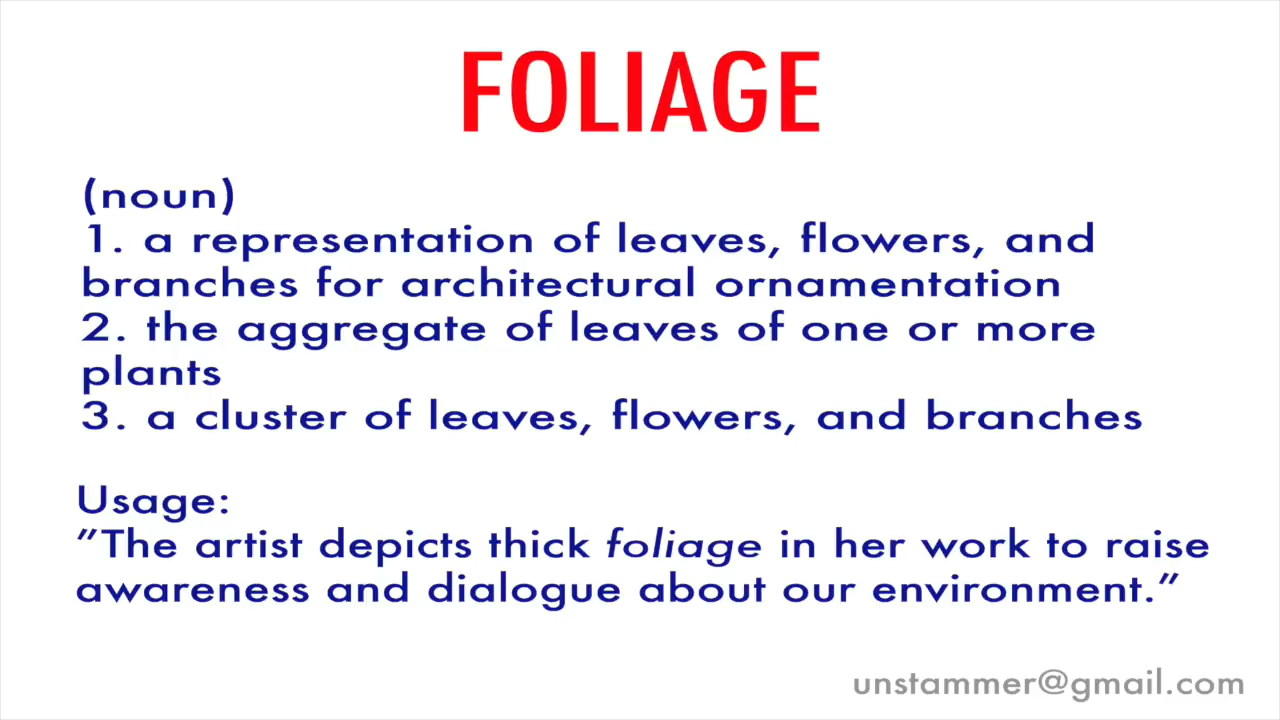 FOLIAGE
(noun)
1. a representation of leaves, flowers, and
branches for architectural ornamentation
2. the aggregate of leaves of one or more
plants
3. a cluster of leaves, flowers, and branches
Usage:
"The artist depicts thick foliage in her work to raise
awareness and dialogue about our environment."
unstammer@gmail.com